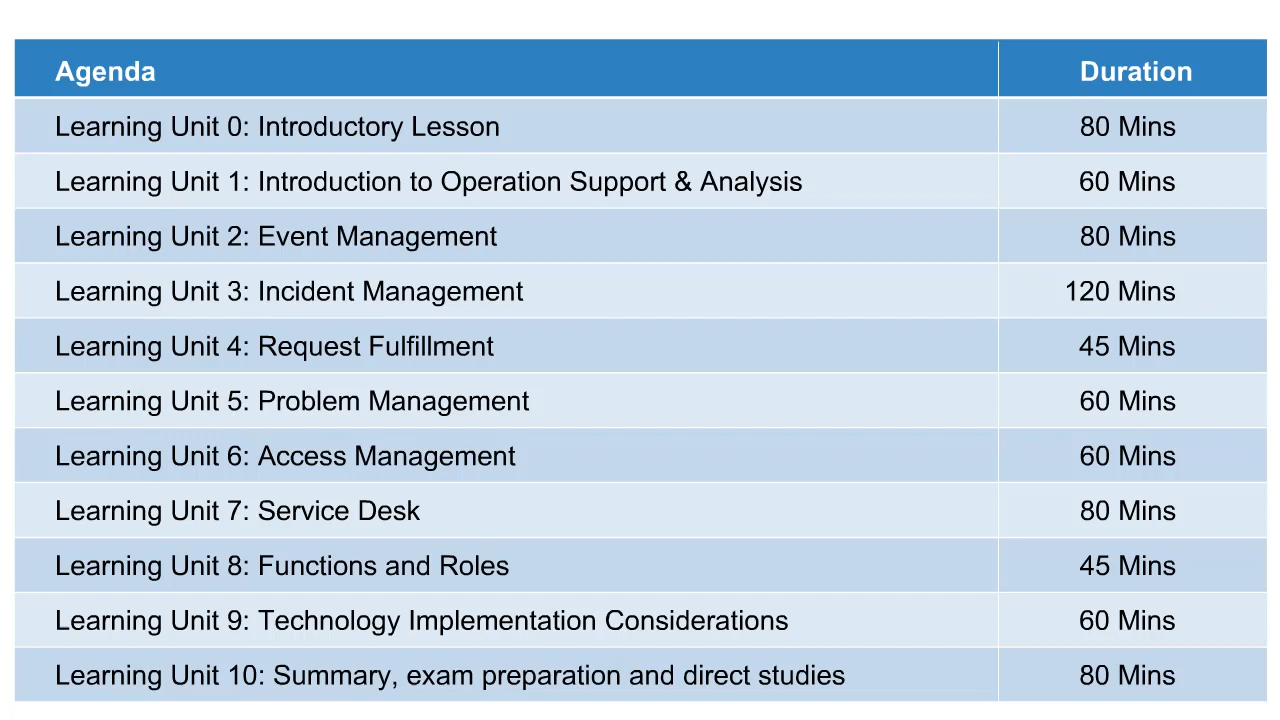 Agenda Duration
Learning Unit 0: Introductory Lesson 80 Mins
Learning Unit 1: Introduction to Operation Support & Analysis 60 Mins
Learning Unit 2: Event Management 80 Mins
Learning Unit 3: Incident Management 120 Mins
Learning Unit 4: Request Fulfillment 45 Mins
Learning Unit 5: Problem Management 60 Mins
Learning Unit 6: Access Management 60 Mins
Learning Unit 7: Service Desk 80 Mins
Learning Unit 8: Functions and Roles 45 Mins
Learning Unit 9: Technology Implementation Considerations 60 Mins
Learning Unit 10: Summary, exam preparation and direct studies 80 Mins